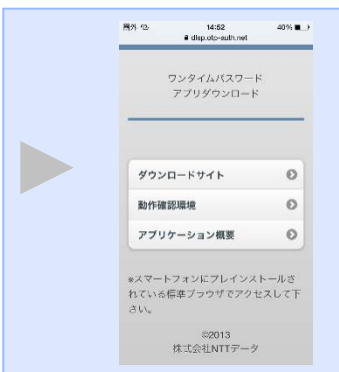 圏外 14:52 40%
disp.otp-auth.net
ワンタイムパスワード
アプリダウンロード
ダウンロードサイト
動作確認環境
アプリケーション概要
※スマートフォンにプレインストールさ
れている標準ブラウザでアクセスして下
さい。
©2013
株式会社NTTデータ